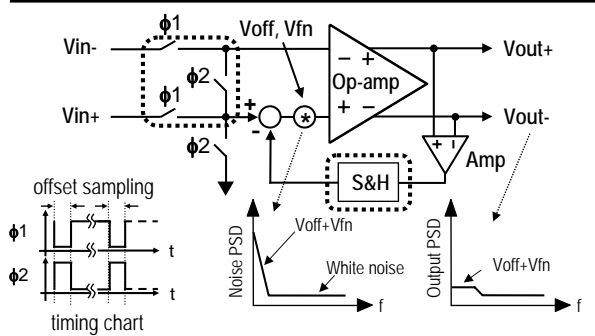 ϕ1
Voff, Vfn
Vin-
Vout+
− +
ϕ2
Op-amp
ϕ1
+ −
Vin+
+
*
Vout-
-
ϕ2
+ −
Amp
S&H
offset sampling
ϕ1
t
ϕ2
t
timing chart
Noise PSD
Voff+Vfn
White noise
f
Output PSD
Voff+Vfn
f